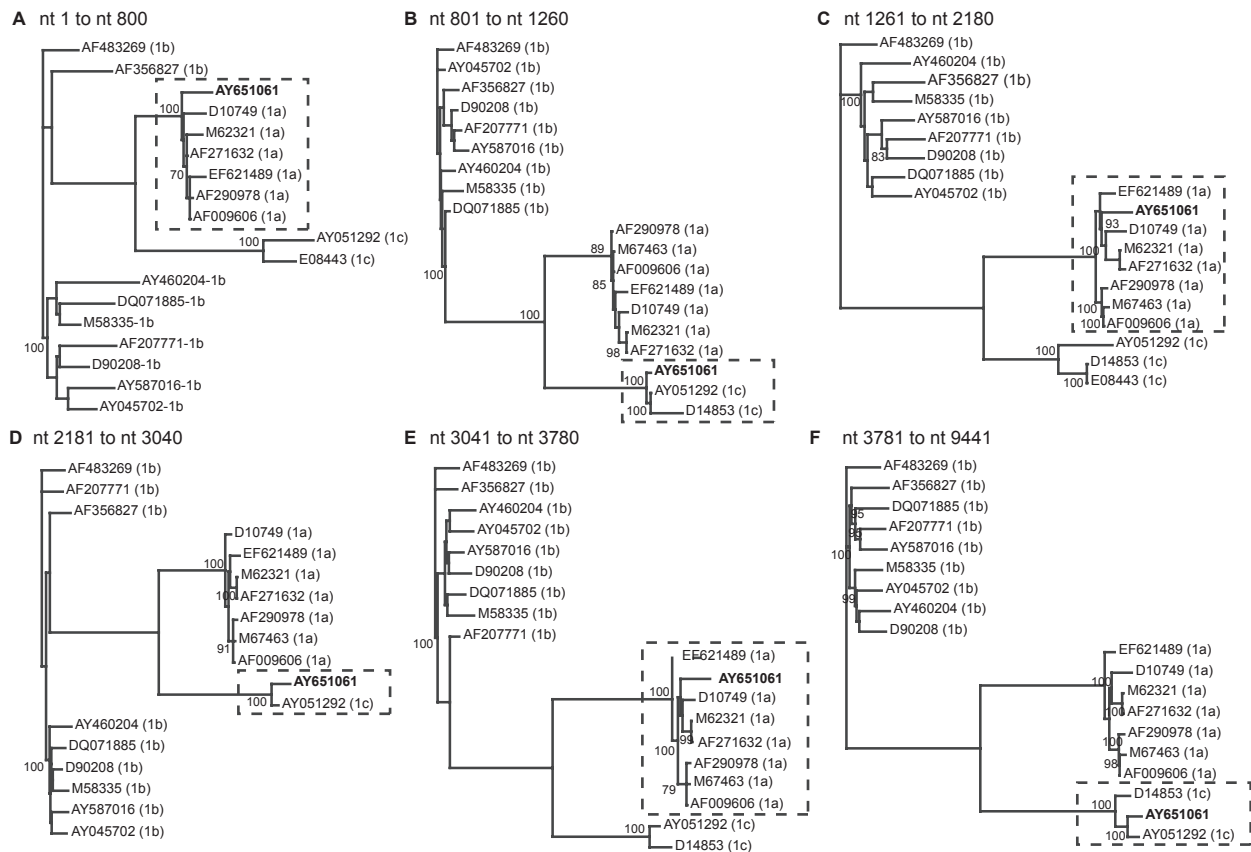 A nt 1 to nt 800
AF483269 (1b)
AF356827 (1b)
AY651061
100
D10749 (1a)
M62321 (1a)
AF271632 (1a)
70
EF621489 (1a)
AF290978 (1a)
AF009606 (1a)
100
AY051292 (1c)
E08443 (1c)
AY460204-1b
DQ071885-1b
M58335-1b
100
AF207771-1b
D90208-1b
AY587016-1b
AY045702-1b
B nt 801 to nt 1260
AF483269 (1b)
AY045702 (1b)
AF356827 (1b)
D90208 (1b)
AF207771 (1b)
AY587016 (1b)
AY460204 (1b)
M58335 (1b)
DQ071885 (1b)
100
AF290978 (1a)
89
M67463 (1a)
AF009606 (1a)
85
EF621489 (1a)
D10749 (1a)
100
M62321 (1a)
98
AF271632 (1a)
AY651061
100
AY051292 (1c)
100
D14853 (1c)
C nt 1261 to nt 2180
AF483269 (1b)
AY460204 (1b)
AF356827 (1b)
100
M58335 (1b)
AY587016 (1b)
AF207771 (1b)
83
D90208 (1b)
DQ071885 (1b)
AY045702 (1b)
EF621489 (1a)
AY651061
93
D10749 (1a)
100
M62321 (1a)
AF271632 (1a)
AF290978 (1a)
100
M67463 (1a)
100
AF009606 (1a)
AY051292 (1c)
100
D14853 (1c)
100
E08443 (1c)
D nt 2181 to nt 3040
AF483269 (1b)
AF207771 (1b)
AF356827 (1b)
D10749 (1a)
EF621489 (1a)
100
M62321 (1a)
100
AF271632 (1a)
AF290978 (1a)
M67463 (1a)
91
AF009606 (1a)
AY651061
100
AY051292 (1c)
AY460204 (1b)
DQ071885 (1b)
100
D90208 (1b)
M58335 (1b)
AY587016 (1b)
AY045702 (1b)
E nt 3041 to nt 3780
AF483269 (1b)
AF356827 (1b)
AY460204 (1b)
AY045702 (1b)
AY587016 (1b)
D90208 (1b)
DQ071885 (1b)
M58335 (1b)
AF207771 (1b)
100
EF621489 (1a)
AY651061
100
D10749 (1a)
M62321 (1a)
99
AF271632 (1a)
100
AF290978 (1a)
79
M67463 (1a)
AF009606 (1a)
100
AY051292 (1c)
D14853 (1c)
F nt 3781 to nt 9441
AF483269 (1b)
AF356827 (1b)
DQ071885 (1b)
95
AF207771 (1b)
95
AY587016 (1b)
100
M58335 (1b)
AY045702 (1b)
99
AY460204 (1b)
D90208 (1b)
EF621489 (1a)
D10749 (1a)
100
M62321 (1a)
100
AF271632 (1a)
AF290978 (1a)
100
M67463 (1a)
98
AF009606 (1a)
D14853 (1c)
100
AY651061
100
AY051292 (1c)